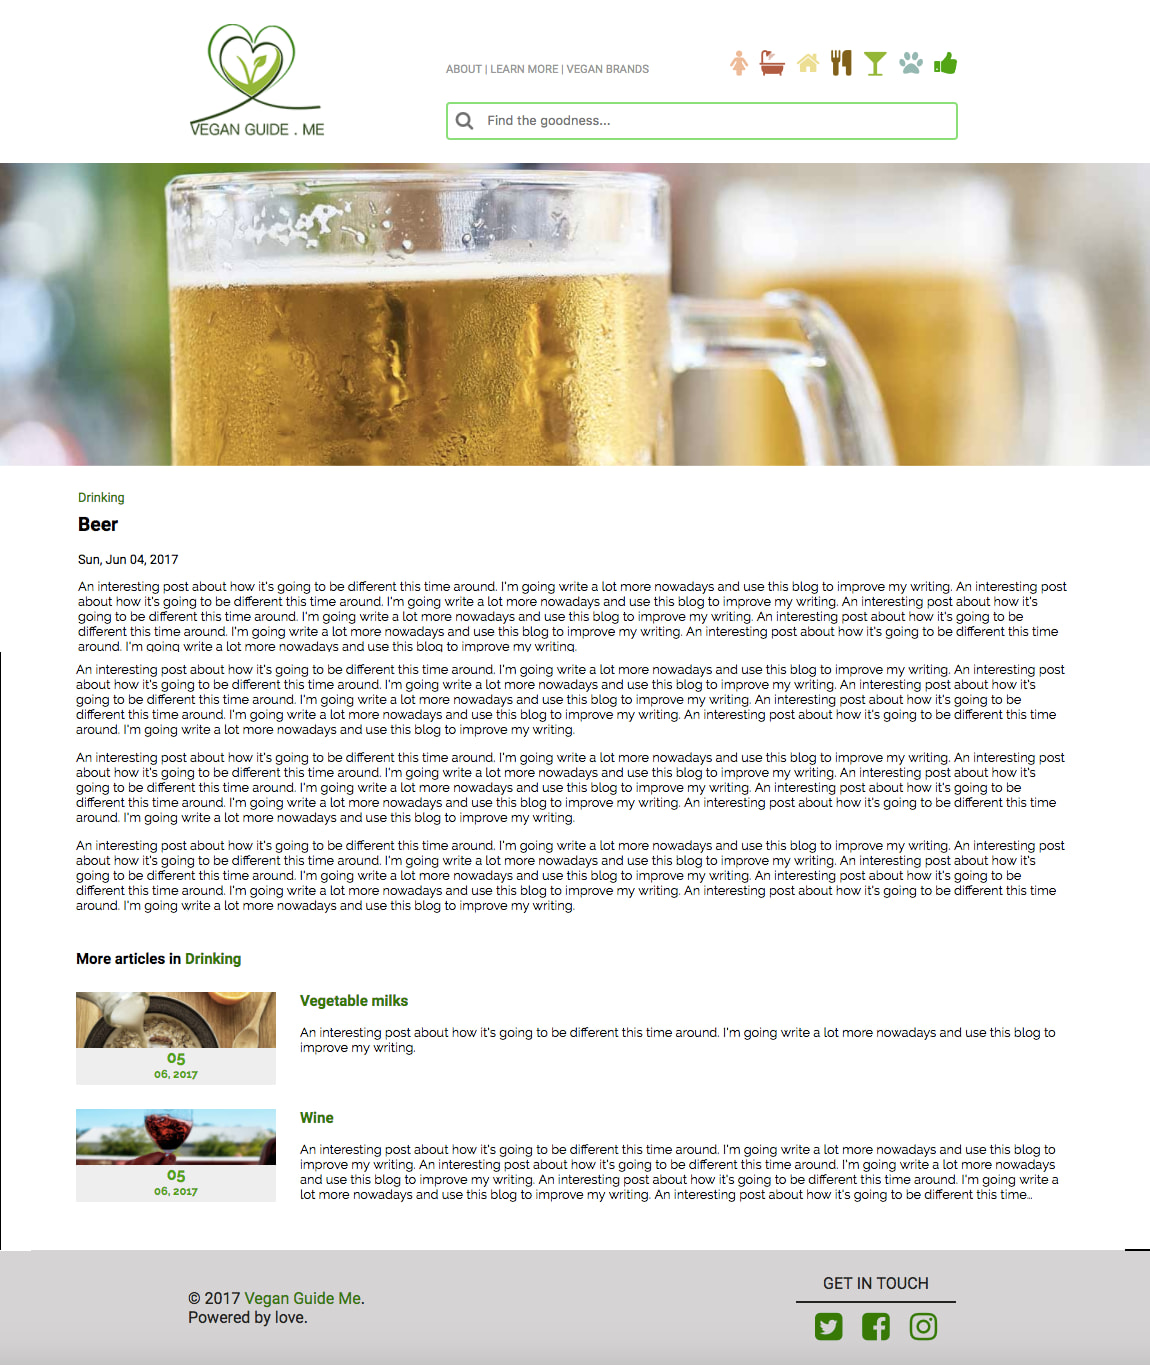 VEGAN GUIDE . ME
ABOUT | LEARN MORE | VEGAN BRANDS
Find the goodness...
Drinking
Beer
Sun, Jun 04, 2017
An interesting post about how it's going to be different this time around. I'm going write a lot more nowadays and use this blog to improve my writing. An interesting post
about how it's going to be different this time around. I'm going write a lot more nowadays and use this blog to improve my writing. An interesting post about how it's
going to be different this time around. I'm going write a lot more nowadays and use this blog to improve my writing. An interesting post about how it's going to be
different this time around. I'm going write a lot more nowadays and use this blog to improve my writing. An interesting post about how it's going to be different this time
around. I'm going write a lot more nowadays and use this blog to improve my writing.
An interesting post about how it's going to be different this time around. I'm going write a lot more nowadays and use this blog to improve my writing. An interesting post
about how it's going to be different this time around. I'm going write a lot more nowadays and use this blog to improve my writing. An interesting post about how it's
going to be different this time around. I'm going write a lot more nowadays and use this blog to improve my writing. An interesting post about how it's going to be
different this time around. I'm going write a lot more nowadays and use this blog to improve my writing. An interesting post about how it's going to be different this time
around. I'm going write a lot more nowadays and use this blog to improve my writing.
An interesting post about how it's going to be different this time around. I'm going write a lot more nowadays and use this blog to improve my writing. An interesting post
about how it's going to be different this time around. I'm going write a lot more nowadays and use this blog to improve my writing. An interesting post about how it's
going to be different this time around. I'm going write a lot more nowadays and use this blog to improve my writing. An interesting post about how it's going to be
different this time around. I'm going write a lot more nowadays and use this blog to improve my writing. An interesting post about how it's going to be different this time
around. I'm going write a lot more nowadays and use this blog to improve my writing.
An interesting post about how it's going to be different this time around. I'm going write a lot more nowadays and use this blog to improve my writing. An interesting post
about how it's going to be different this time around. I'm going write a lot more nowadays and use this blog to improve my writing. An interesting post about how it's
going to be different this time around. I'm going write a lot more nowadays and use this blog to improve my writing. An interesting post about how it's going to be
different this time around. I'm going write a lot more nowadays and use this blog to improve my writing. An interesting post about how it's going to be different this time
around. I'm going write a lot more nowadays and use this blog to improve my writing.
More articles in Drinking
Vegetable milks
An interesting post about how it's going to be different this time around. I'm going write a lot more nowadays and use this blog to
improve my writing.
05
06, 2017
Wine
An interesting post about how it's going to be different this time around. I'm going write a lot more nowadays and use this blog to
improve my writing. An interesting post about how it's going to be different this time around. I'm going write a lot more nowadays
and use this blog to improve my writing. An interesting post about how it's going to be different this time around. I'm going write a
lot more nowadays and use this blog to improve my writing. An interesting post about how it's going to be different this time...
05
06, 2017
© 2017 Vegan Guide Me.
Powered by love.
GET IN TOUCH